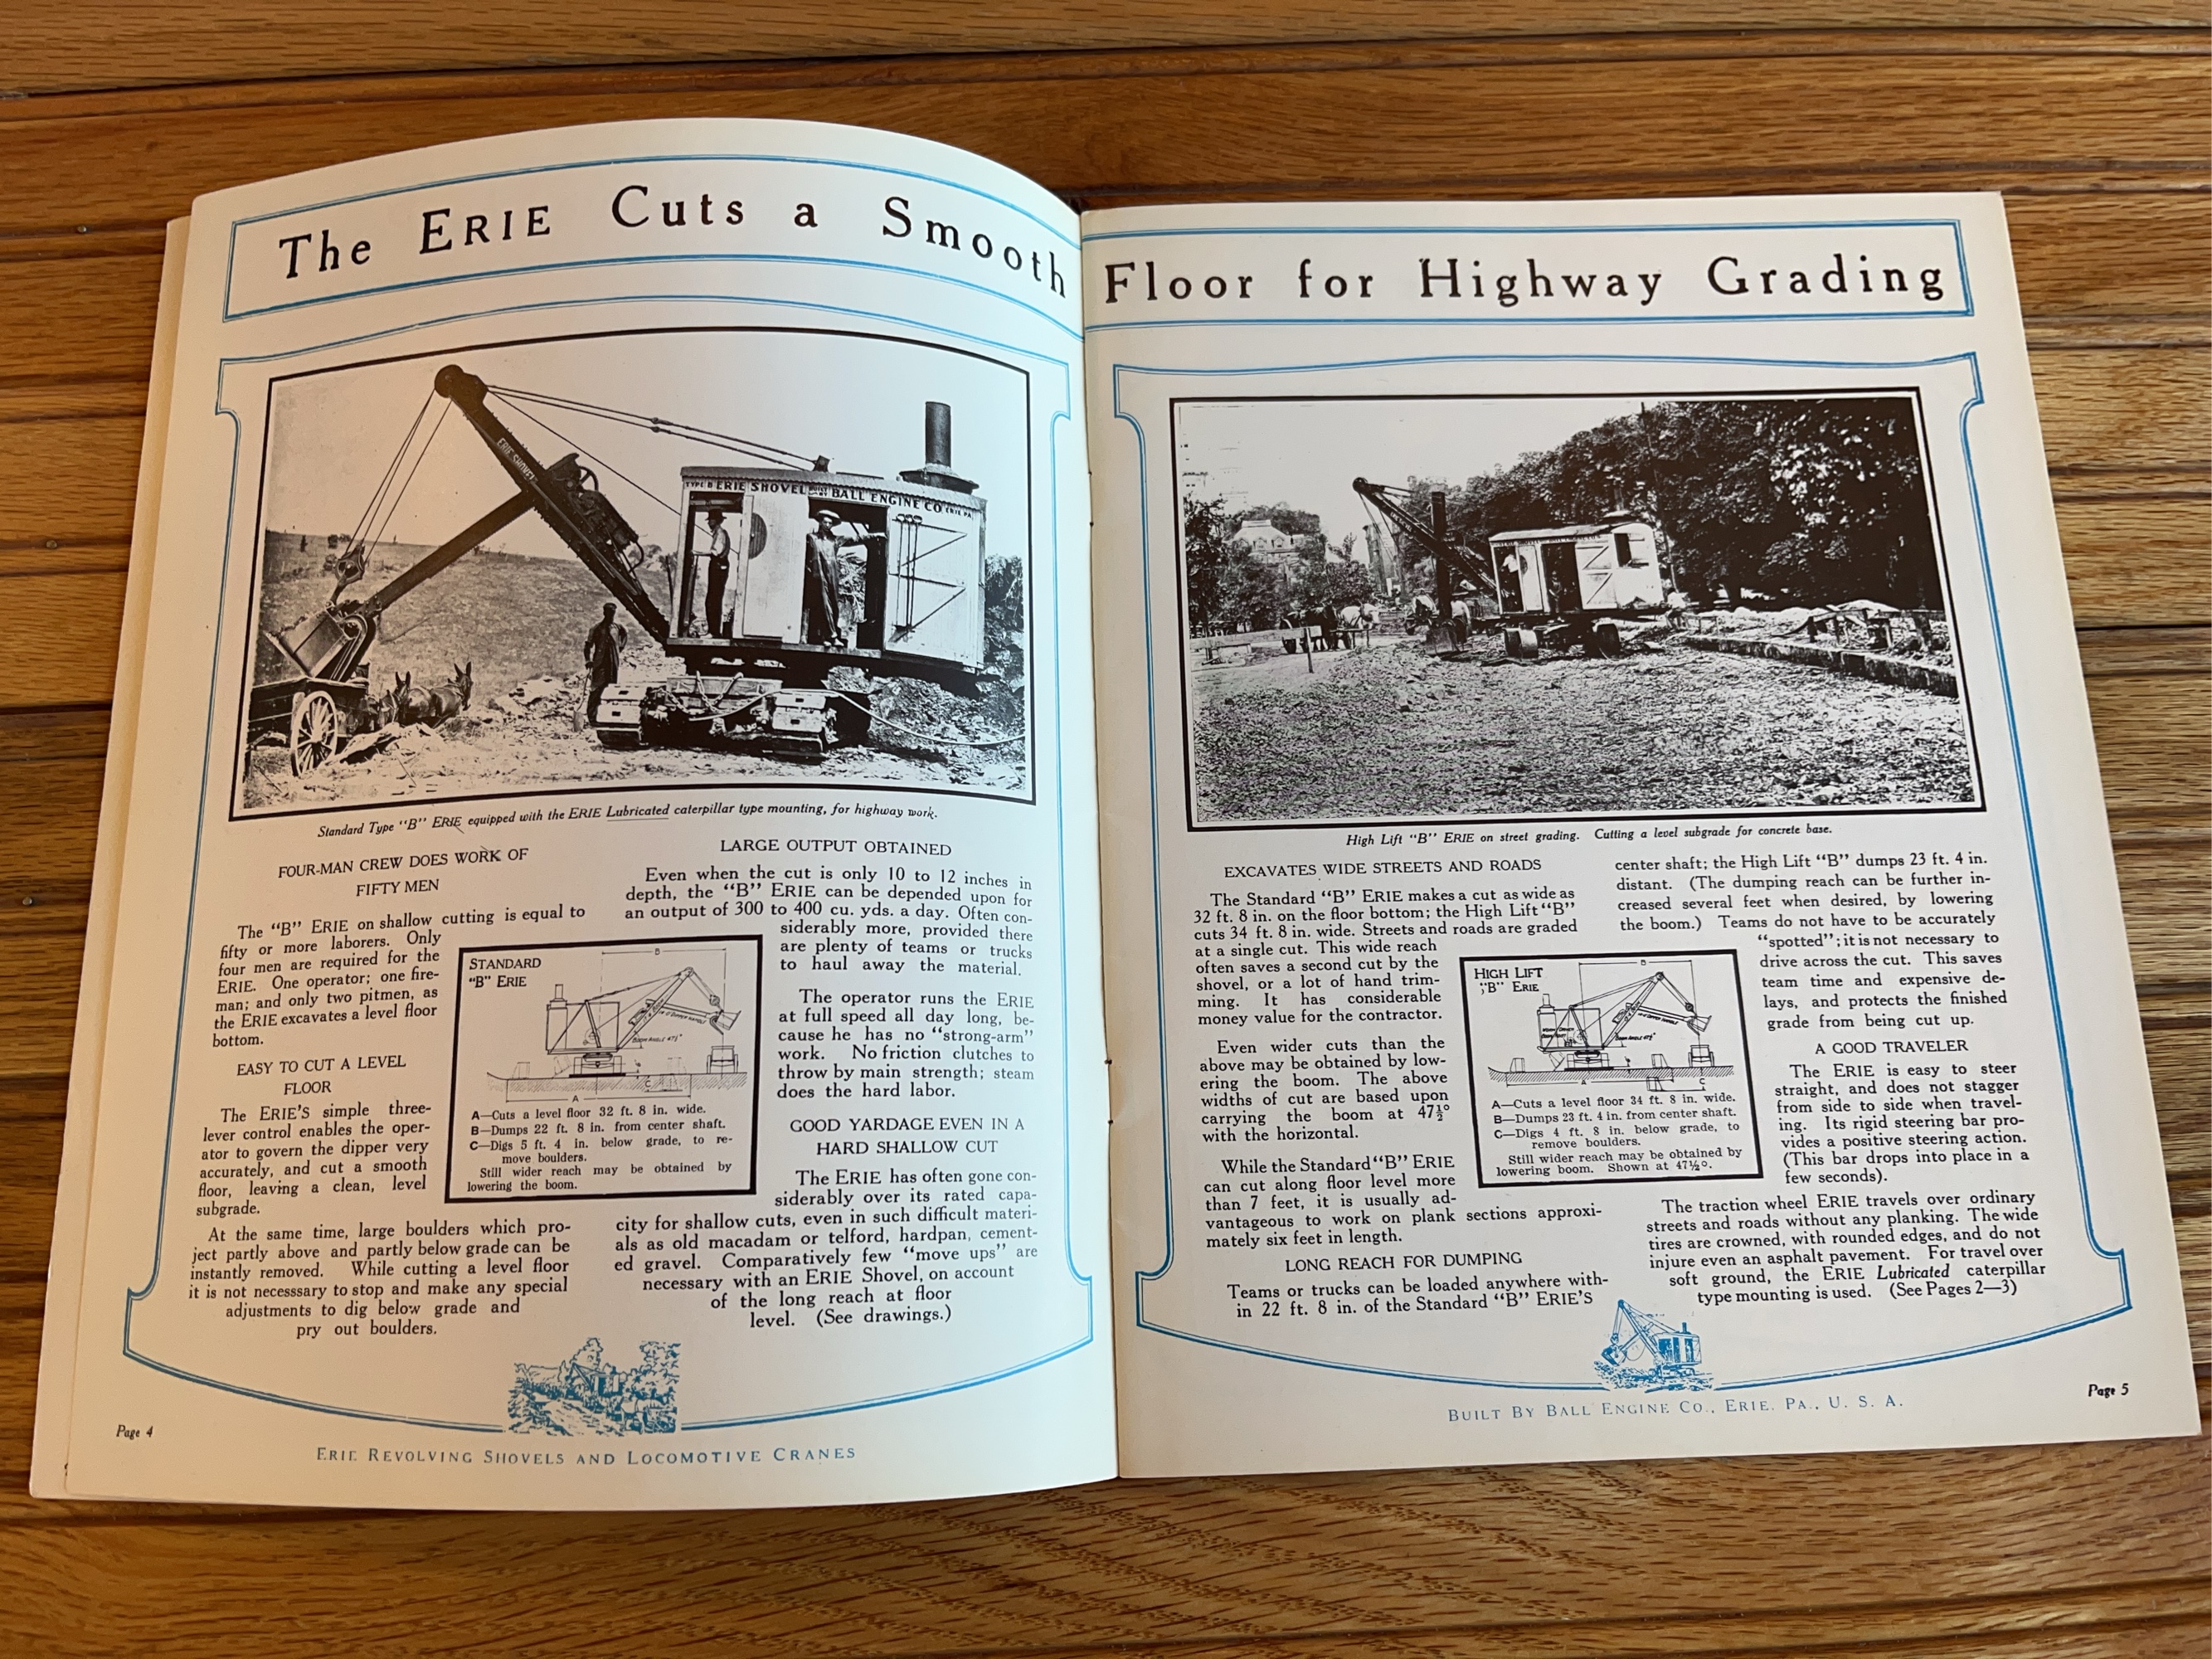 The ERIE Cuts a Smooth Floor for Highway Grading
ERIE SHOVEL
TYPE B ERIE SHOVEL BUILT BY BALL ENGINE CO ERIE PA.
Standard Type "B" ERIE equipped with the ERIE Lubricated caterpillar type mounting, for highway work.
FOUR-MAN CREW DOES WORK OF
FIFTY MEN
The "B" ERIE on shallow cutting is equal to
fifty or more laborers. Only
four men are required for the
ERIE. One operator; one fire-
man; and only two pitmen, as
the ERIE excavates a level floor
bottom.
EASY TO CUT A LEVEL
FLOOR
The ERIE'S simple three-
lever control enables the oper-
ator to govern the dipper very
accurately, and cut a smooth
floor, leaving a clean, level
subgrade.
At the same time, large boulders which pro-
ject partly above and partly below grade can be
instantly removed. While cutting a level floor
it is not necesssary to stop and make any special
adjustments to dig below grade and
pry out boulders.
STANDARD
"B" ERIE
B
BOOM ANGLE 47½°
C
A
A—Cuts a level floor 32 ft. 8 in. wide.
B—Dumps 22 ft. 8 in. from center shaft.
C—Digs 5 ft. 4 in. below grade, to re-
move boulders.
Still wider reach may be obtained by
lowering the boom.
LARGE OUTPUT OBTAINED
Even when the cut is only 10 to 12 inches in
depth, the "B" ERIE can be depended upon for
an output of 300 to 400 cu. yds. a day. Often con-
siderably more, provided there
are plenty of teams or trucks
to haul away the material.
The operator runs the ERIE
at full speed all day long, be-
cause he has no "strong-arm"
work. No friction clutches to
throw by main strength; steam
does the hard labor.
GOOD YARDAGE EVEN IN A
HARD SHALLOW CUT
The ERIE has often gone con-
siderably over its rated capa-
city for shallow cuts, even in such difficult materi-
als as old macadam or telford, hardpan, cement-
ed gravel. Comparatively few "move ups" are
necessary with an ERIE Shovel, on account
of the long reach at floor
level. (See drawings.)
Page 4
ERIE REVOLVING SHOVELS AND LOCOMOTIVE CRANES
High Lift "B" ERIE on street grading. Cutting a level subgrade for concrete base.
EXCAVATES WIDE STREETS AND ROADS
The Standard "B" ERIE makes a cut as wide as
32 ft. 8 in. on the floor bottom; the High Lift "B"
cuts 34 ft. 8 in. wide. Streets and roads are graded
at a single cut. This wide reach
often saves a second cut by the
shovel, or a lot of hand trim-
ming. It has considerable
money value for the contractor.
Even wider cuts than the
above may be obtained by low-
ering the boom. The above
widths of cut are based upon
carrying the boom at 47½°
with the horizontal.
While the Standard "B" ERIE
can cut along floor level more
than 7 feet, it is usually ad-
vantageous to work on plank sections approxi-
mately six feet in length.
LONG REACH FOR DUMPING
Teams or trucks can be loaded anywhere with-
in 22 ft. 8 in. of the Standard "B" ERIE'S
HIGH LIFT
"B" ERIE
B
BOOM ANGLE 47½°
A
C
A—Cuts a level floor 34 ft. 8 in. wide.
B—Dumps 23 ft. 4 in. from center shaft.
C—Digs 4 ft. 8 in. below grade, to
remove boulders.
Still wider reach may be obtained by
lowering boom. Shown at 47½°.
center shaft; the High Lift "B" dumps 23 ft. 4 in.
distant. (The dumping reach can be further in-
creased several feet when desired, by lowering
the boom.) Teams do not have to be accurately
"spotted"; it is not necessary to
drive across the cut. This saves
team time and expensive de-
lays, and protects the finished
grade from being cut up.
A GOOD TRAVELER
The ERIE is easy to steer
straight, and does not stagger
from side to side when travel-
ing. Its rigid steering bar pro-
vides a positive steering action.
(This bar drops into place in a
few seconds).
The traction wheel ERIE travels over ordinary
streets and roads without any planking. The wide
tires are crowned, with rounded edges, and do not
injure even an asphalt pavement. For travel over
soft ground, the ERIE Lubricated caterpillar
type mounting is used. (See Pages 2—3)
BUILT BY BALL ENGINE CO., ERIE, PA., U. S. A.
Page 5